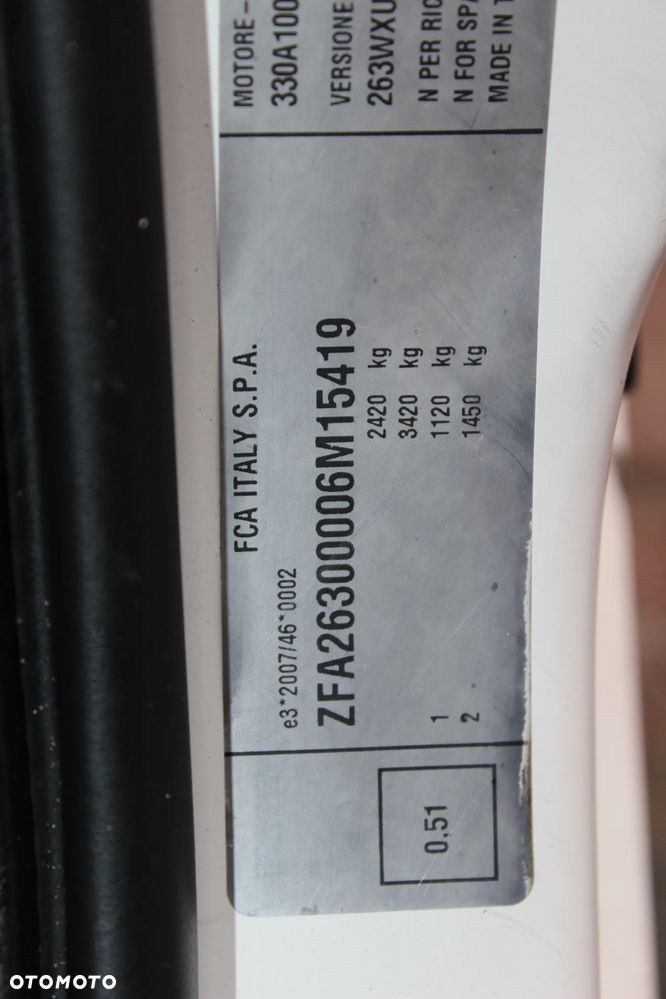 0,51
FCA ITALY S.P.A.
e3*2007/46*0002
ZFA26300006M15419
2420 kg
3420 kg
1 1120 kg
2 1450 kg
MOTORE-
330A100
VERSIONE
263WXU
N PER RIC
N FOR SPA
MADE IN
OTOMOTO